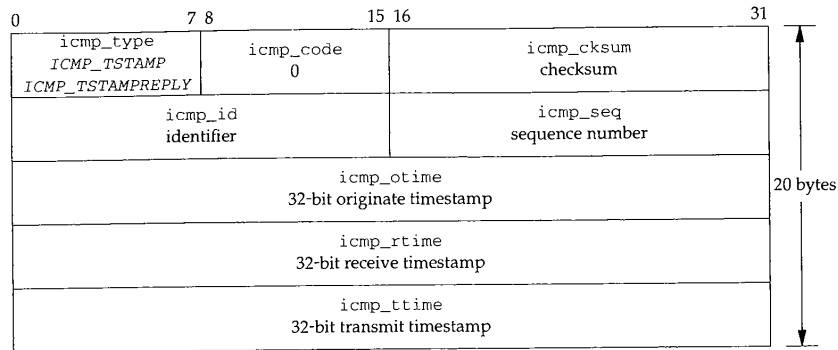 0 7 8 15 16 31
icmp_type
ICMP_TSTAMP
ICMP_TSTAMPREPLY
icmp_code
0
icmp_cksum
checksum
icmp_id
identifier
icmp_seq
sequence number
icmp_otime
32-bit originate timestamp
20 bytes
icmp_rtime
32-bit receive timestamp
icmp_ttime
32-bit transmit timestamp